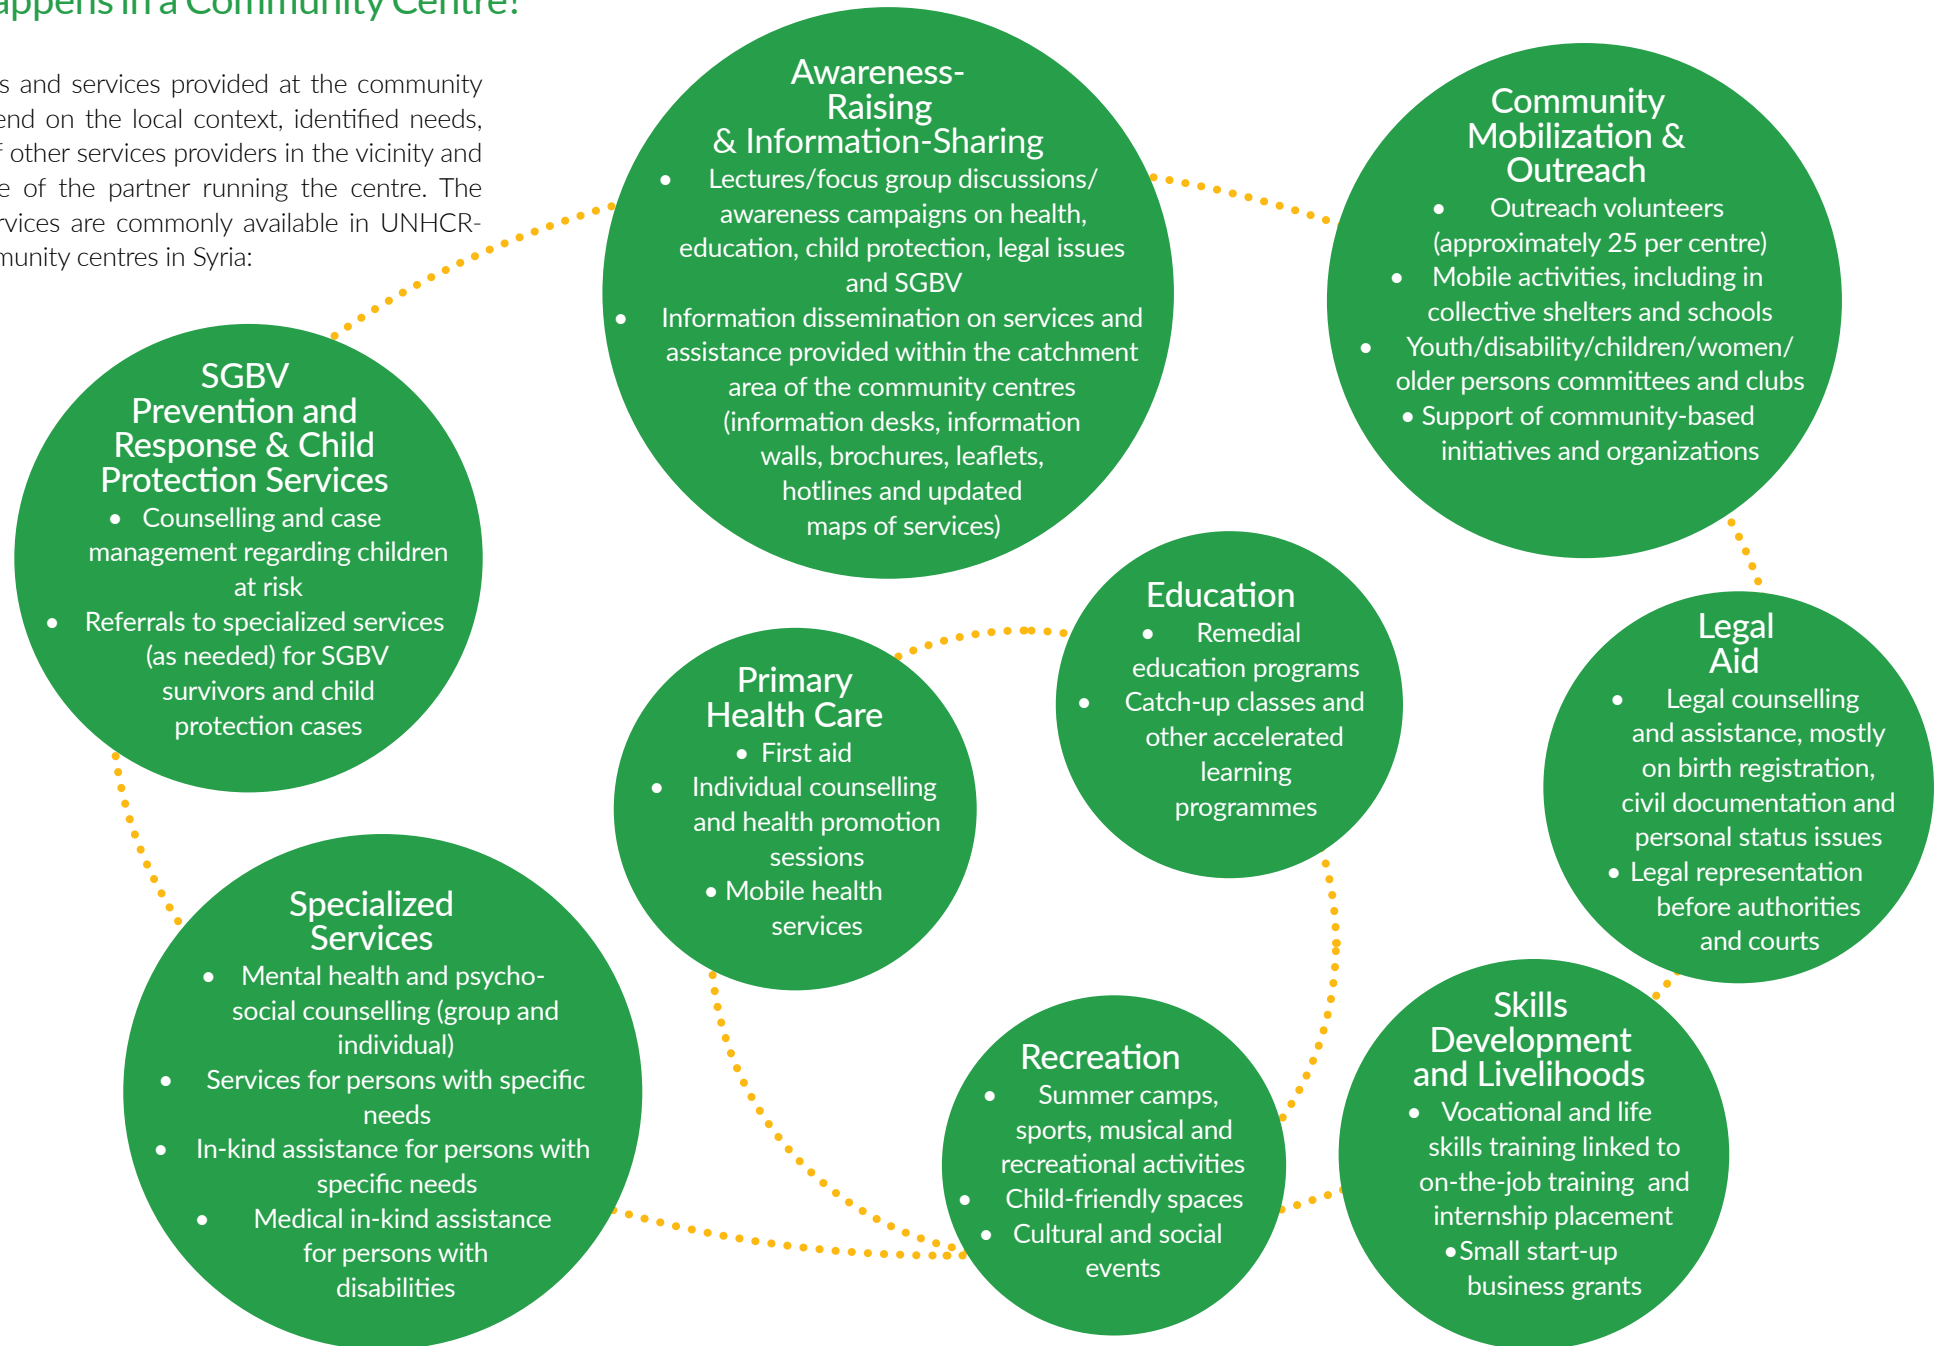 appens in a Community Centre?
s and services provided at the community
end on the local context, identified needs,
f other services providers in the vicinity and
e of the partner running the centre. The
rvices are commonly available in UNHCR-
munity centres in Syria:
Awareness-
Raising
& Information-Sharing
• Lectures/focus group discussions/
awareness campaigns on health,
education, child protection, legal issues
and SGBV
• Information dissemination on services and
assistance provided within the catchment
area of the community centres
(information desks, information
walls, brochures, leaflets,
hotlines and updated
maps of services)
Community
Mobilization &
Outreach
• Outreach volunteers
(approximately 25 per centre)
• Mobile activities, including in
collective shelters and schools
• Youth/disability/children/women/
older persons committees and clubs
• Support of community-based
initiatives and organizations
SGBV
Prevention and
Response & Child
Protection Services
• Counselling and case
management regarding children
at risk
• Referrals to specialized services
(as needed) for SGBV
survivors and child
protection cases
Primary
Health Care
• First aid
• Individual counselling
and health promotion
sessions
• Mobile health
services
Education
• Remedial
education programs
• Catch-up classes and
other accelerated
learning
programmes
Legal
Aid
• Legal counselling
and assistance, mostly
on birth registration,
civil documentation and
personal status issues
• Legal representation
before authorities
and courts
Specialized
Services
• Mental health and psycho-
social counselling (group and
individual)
• Services for persons with specific
needs
• In-kind assistance for persons with
specific needs
• Medical in-kind assistance
for persons with
disabilities
Recreation
• Summer camps,
sports, musical and
recreational activities
• Child-friendly spaces
• Cultural and social
events
Skills
Development
and Livelihoods
• Vocational and life
skills training linked to
on-the-job training and
internship placement
• Small start-up
business grants